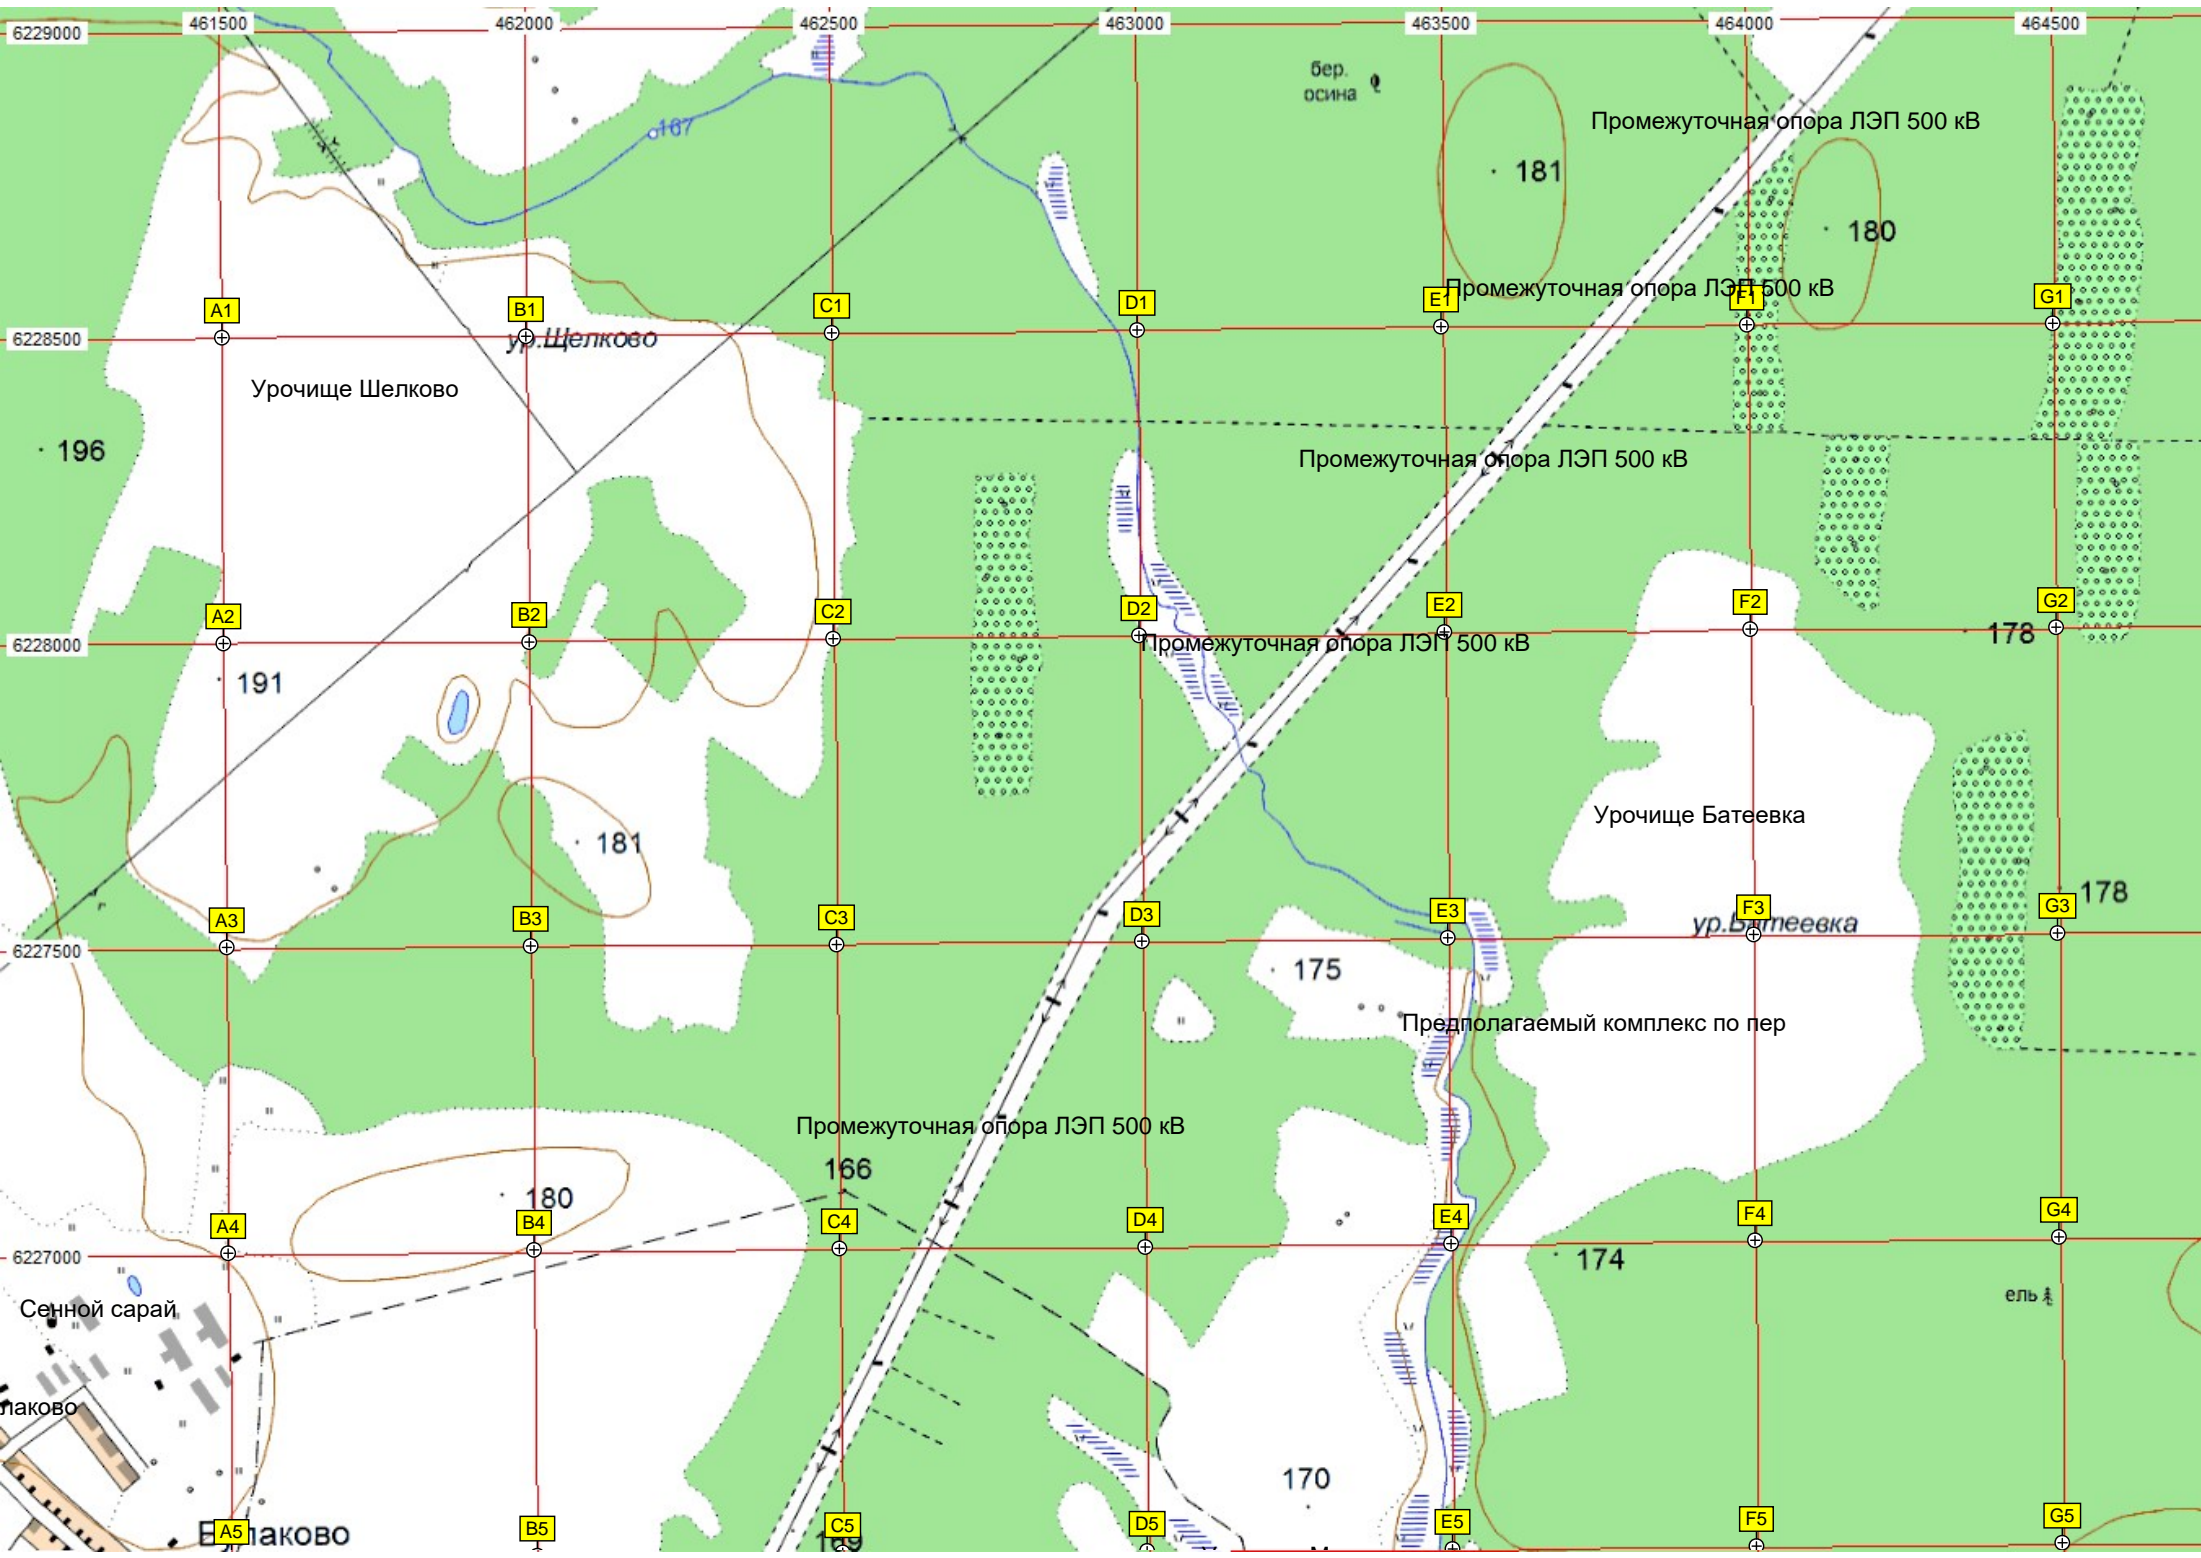 461500 462000 462500 463000 463500 464000 464500
6229000
бер.
осина
167
Промежуточная опора ЛЭП 500 кВ
181
180
Промежуточная опора ЛЭП 500 кВ
A1 B1 C1 D1 E1 F1 G1
6228500
ур.Щелково
Урочище Шелково
196
Промежуточная опора ЛЭП 500 кВ
A2 B2 C2 D2 E2 F2 G2
6228000
Промежуточная опора ЛЭП 500 кВ
178
191
181
Урочище Батеевка
178
A3 B3 C3 D3 E3 F3 G3
ур.Батеевка
6227500
175
Предполагаемый комплекс по пер
Промежуточная опора ЛЭП 500 кВ
166
180
A4 B4 C4 D4 E4 F4 G4
6227000
174
ель
Сенной сарай
лаково
170
A5 B5 C5 D5 E5 F5 G5
169